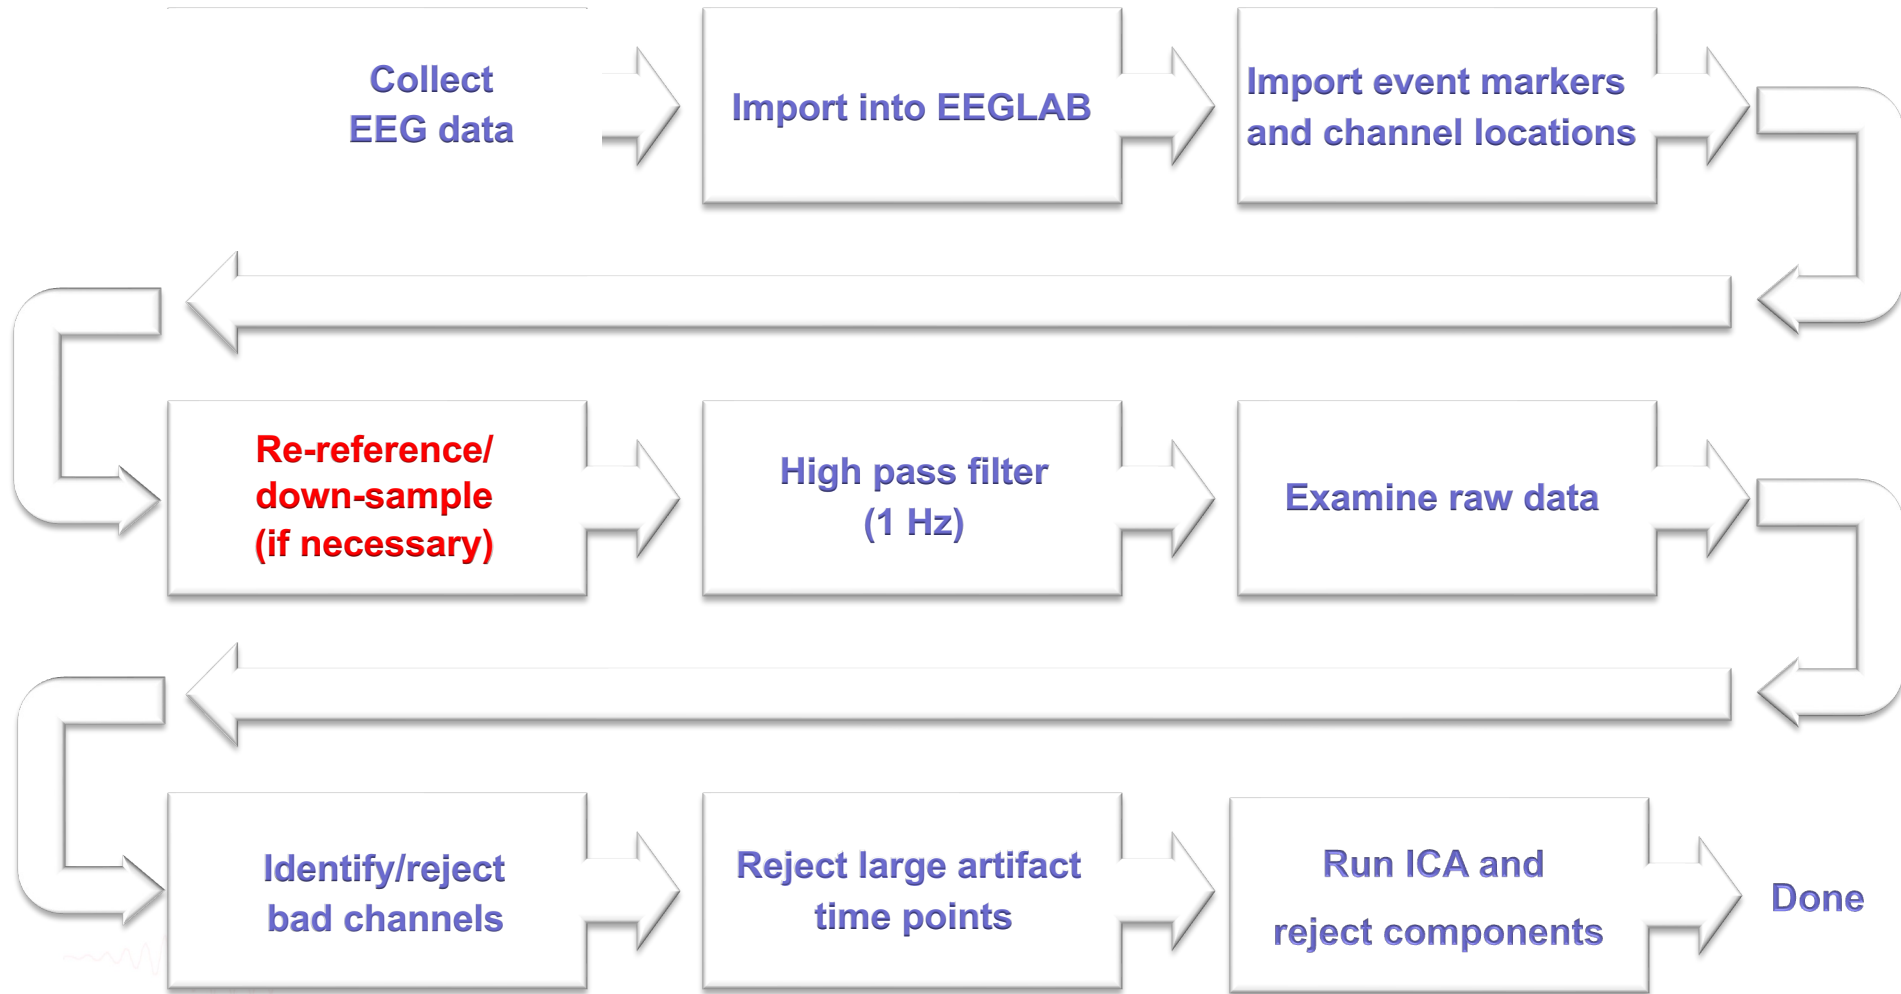 Collect
EEG data
Import into EEGLAB
Import event markers
and channel locations
Re-reference/
down-sample
(if necessary)
High pass filter
(1 Hz)
Examine raw data
Identify/reject
bad channels
Reject large artifact
time points
Run ICA and
reject components
Done